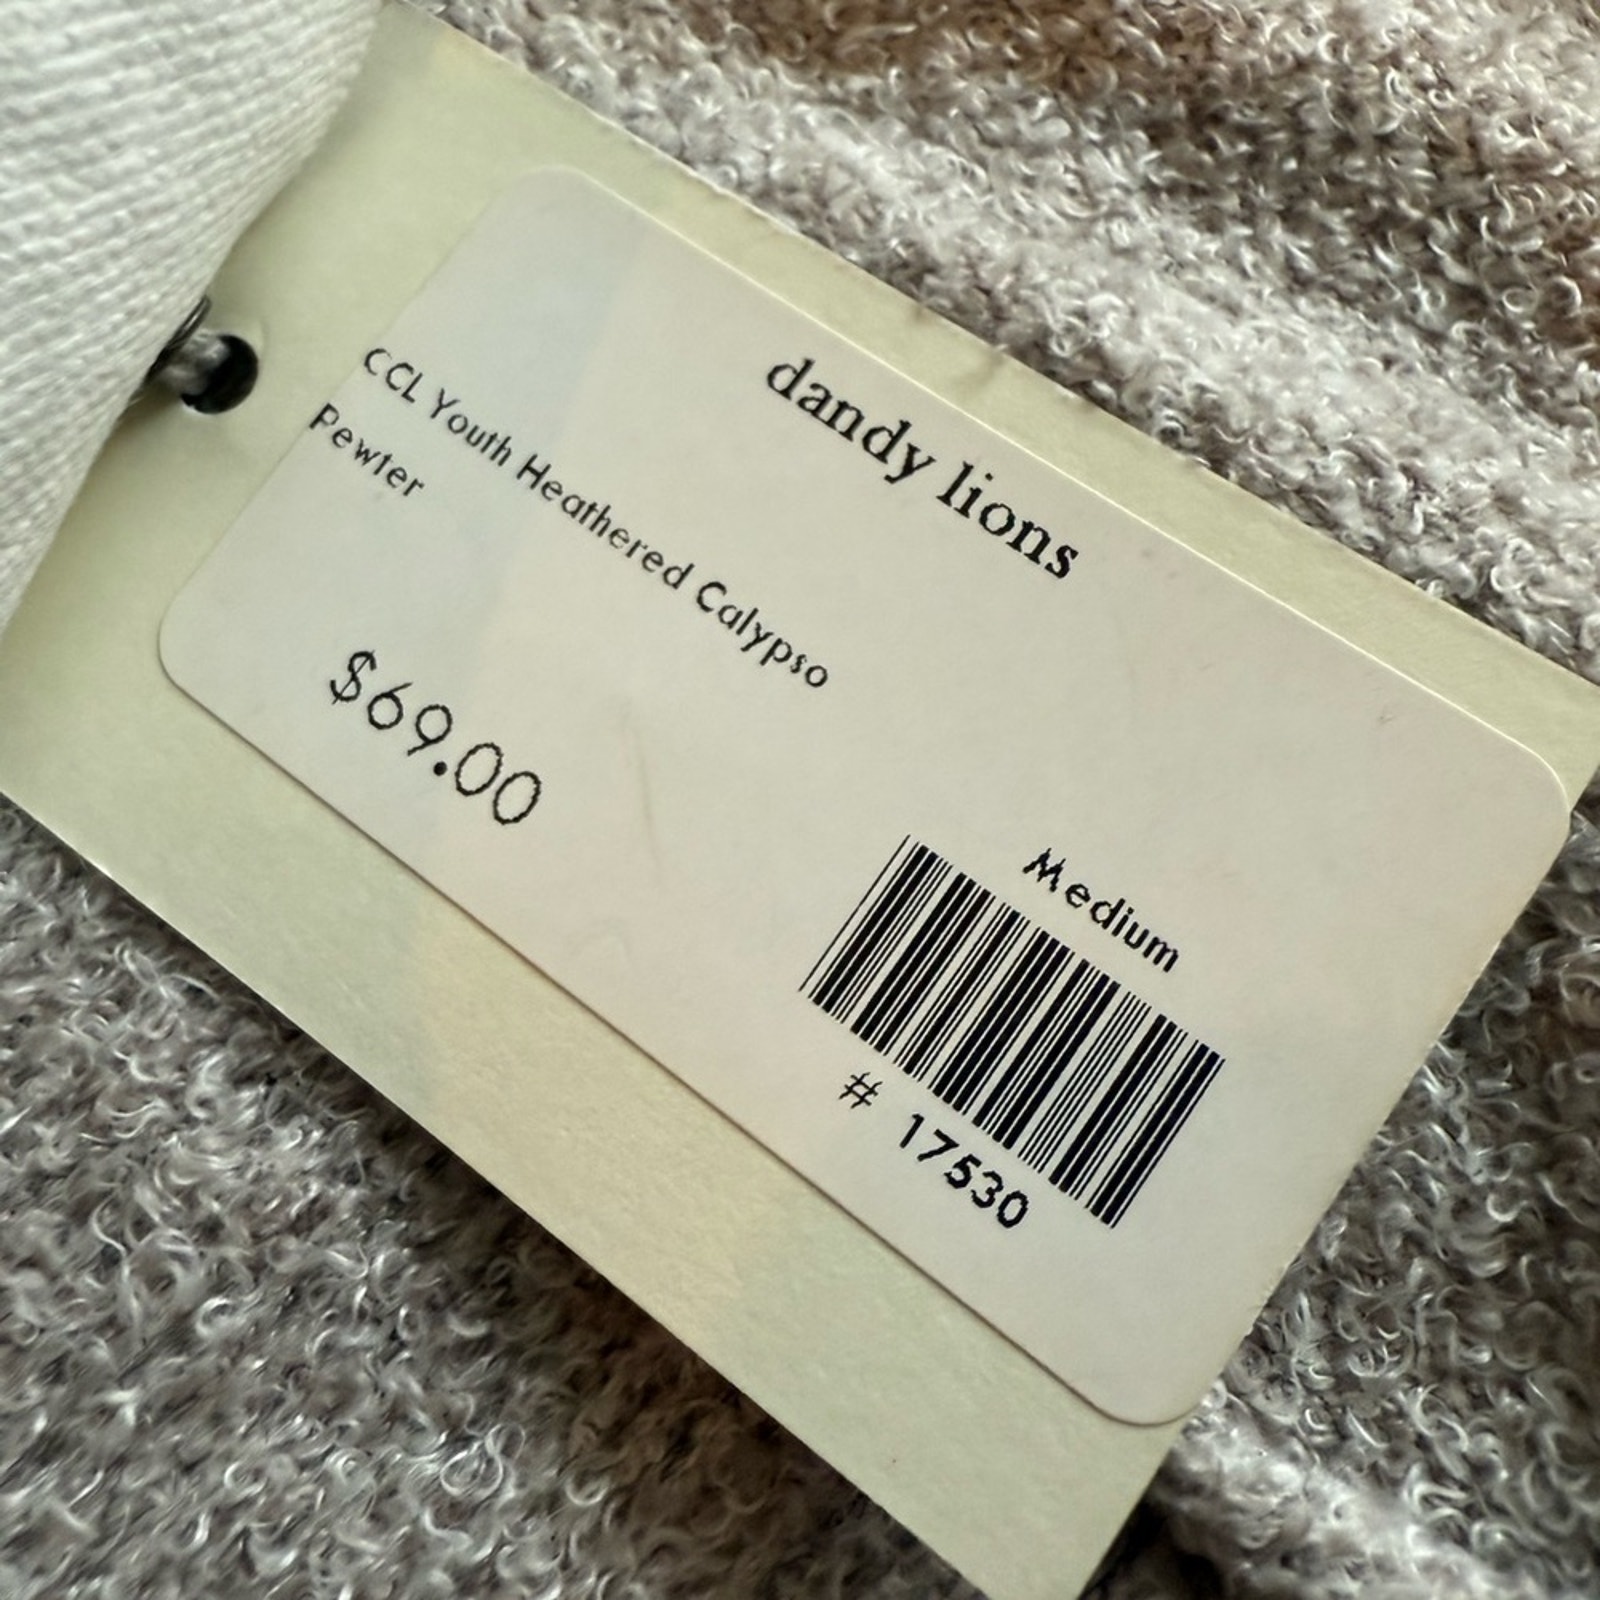 dandy lions
CCL Youth Heathered Calypso
Pewter
$69.00
Medium
# 17530